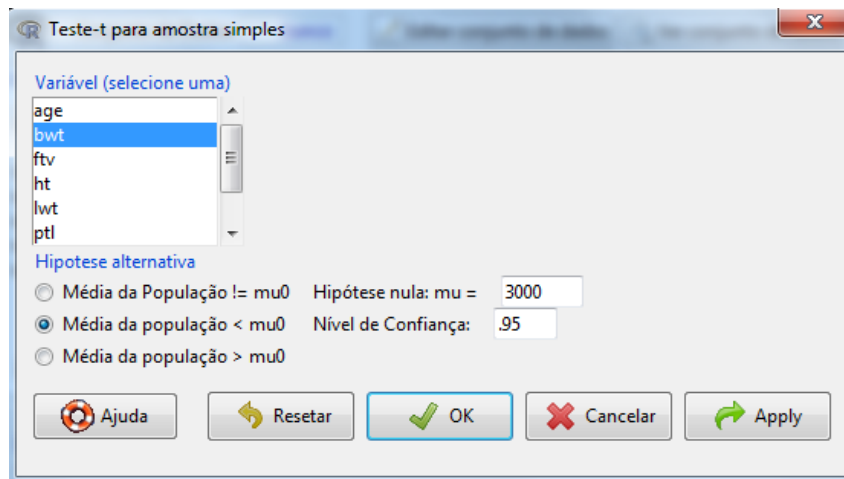 Teste-t para amostra simples
Variável (selecione uma)
age
bwt
ftv
ht
lwt
ptl
Hipotese alternativa
Média da População != mu0 Hipótese nula: mu = 3000
Média da população < mu0 Nível de Confiança: .95
Média da população > mu0
Ajuda Resetar OK Cancelar Apply